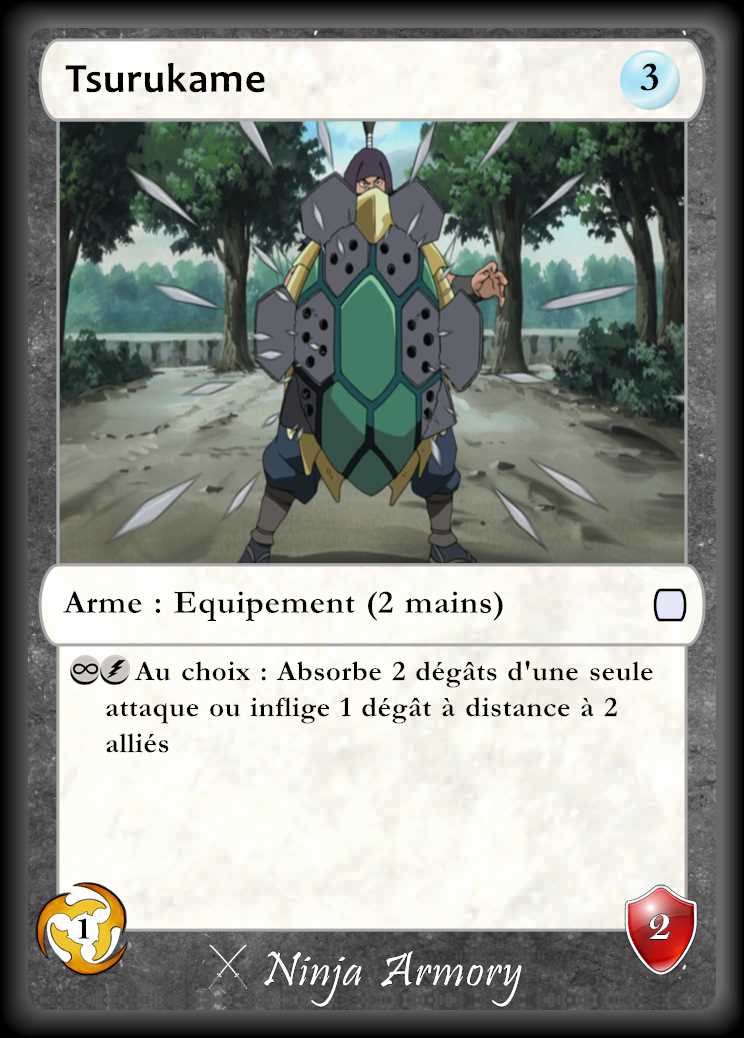 Tsurukame
3
Arme : Equipement (2 mains)
Au choix : Absorbe 2 dégâts d'une seule
attaque ou inflige 1 dégât à distance à 2
alliés
1
2
Ninja Armory